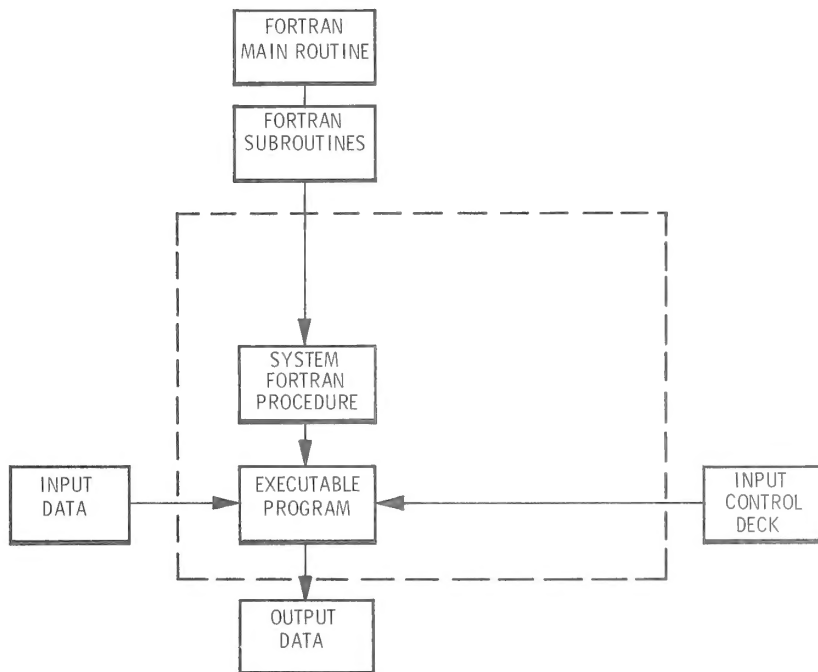 FORTRAN
MAIN ROUTINE
FORTRAN
SUBROUTINES
SYSTEM
FORTRAN
PROCEDURE
INPUT
DATA
EXECUTABLE
PROGRAM
INPUT
CONTROL
DECK
OUTPUT
DATA